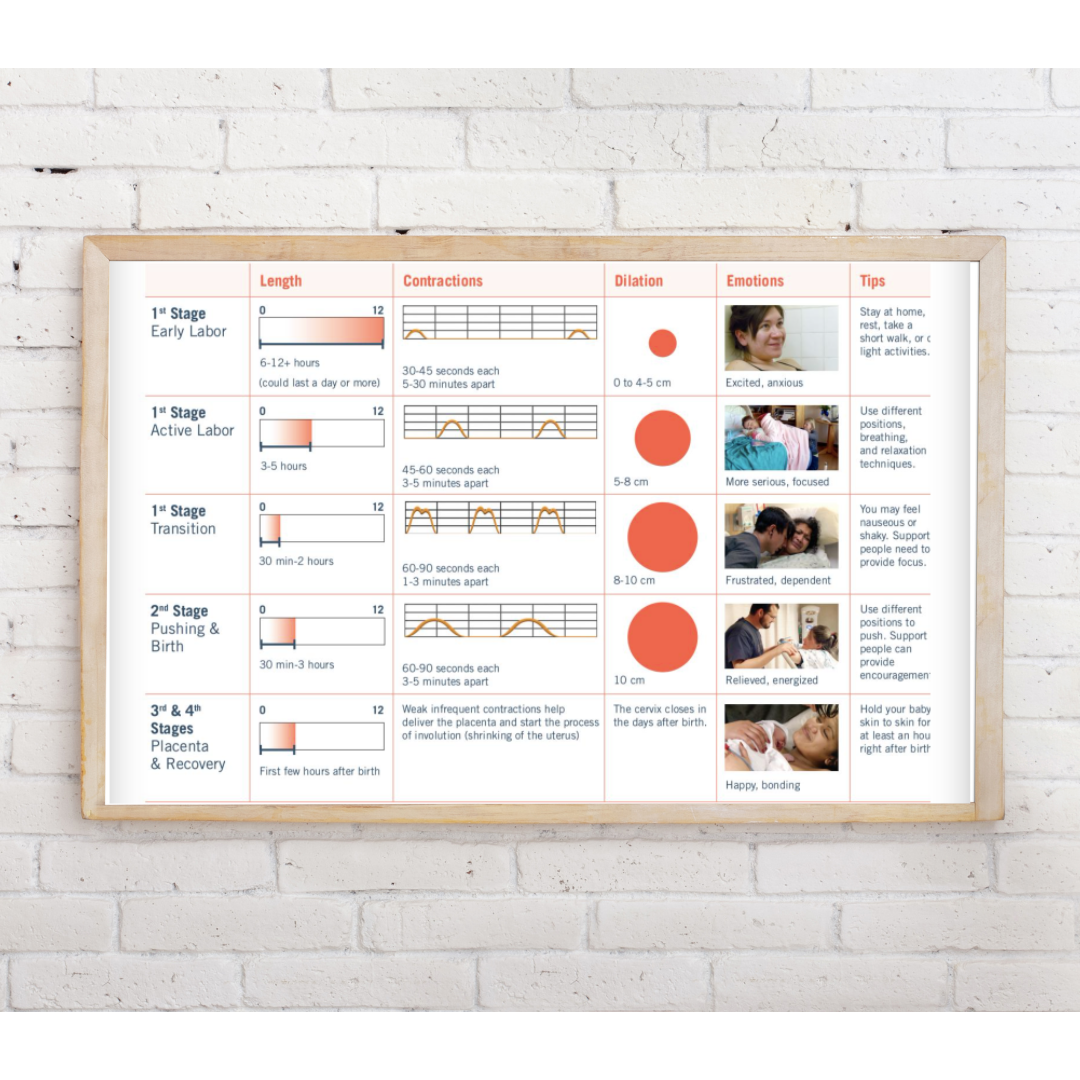 Length
Contractions
Dilation
Emotions
Tips
1st Stage
Early Labor
0 12
6-12+ hours
(could last a day or more)
30-45 seconds each
5-30 minutes apart
0 to 4-5 cm
Excited, anxious
Stay at home,
rest, take a
short walk, or
light activities.
1st Stage
Active Labor
0 12
3-5 hours
45-60 seconds each
3-5 minutes apart
5-8 cm
More serious, focused
Use different
positions,
breathing,
and relaxation
techniques.
1st Stage
Transition
0 12
30 min-2 hours
60-90 seconds each
1-3 minutes apart
8-10 cm
Frustrated, dependent
You may feel
nauseous or
shaky. Support
people need to
provide focus.
2nd Stage
Pushing &
Birth
0 12
30 min-3 hours
60-90 seconds each
3-5 minutes apart
10 cm
Relieved, energized
Use different
positions to
push. Support
people can
provide
3rd & 4th
Stages
Placenta
& Recovery
0 12
First few hours after birth
Weak infrequent contractions help
deliver the placenta and start the process
of involution (shrinking of the uterus)
The cervix closes in
the days after birth.
Happy, bonding
Hold your baby
skin to skin for
at least an
right after